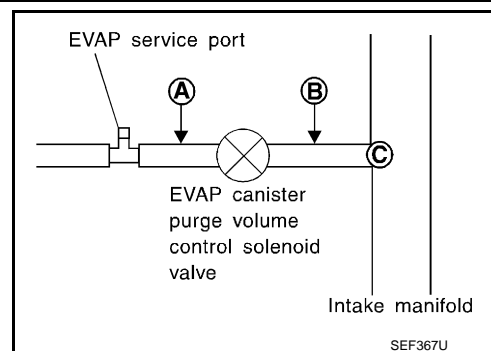 EVAP service port
A
B
C
EVAP canister
purge volume
control solenoid
valve
Intake manifold
SEF367U